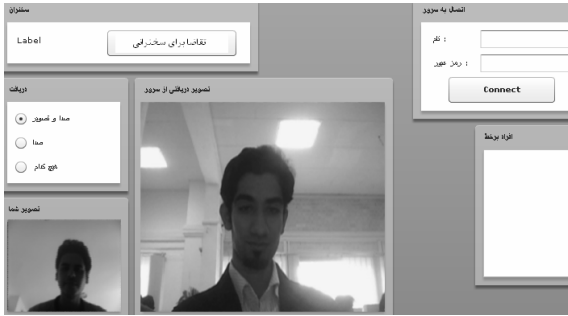 سخنران
Label
تقاضا برای سخنرانی
اتصال به سرور
نام :
رمز عبور :
Connect
دریافت
صدا و تصویر
صدا
هیچ کدام
تصویر دریافتی از سرور
افراد برخط
تصویر شما